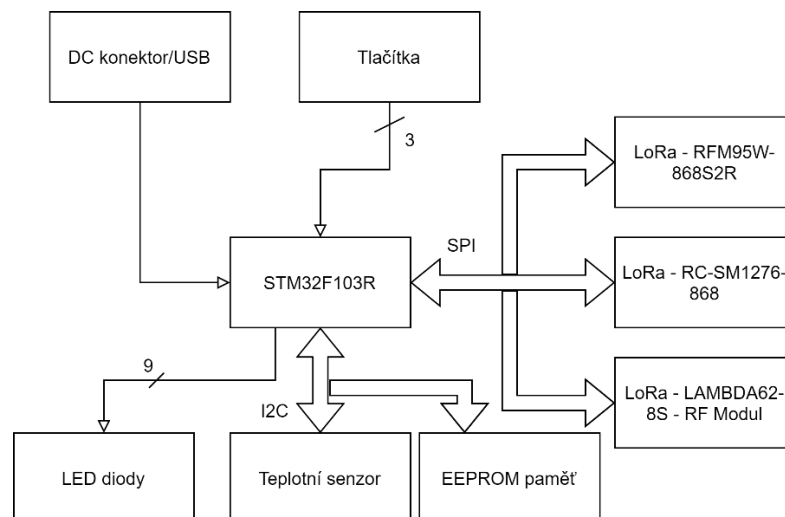 DC konektor/USB
Tlačítka
3
LoRa - RFM95W-
868S2R
SPI
STM32F103R
LoRa - RC-SM1276-
868
9
I2C
LoRa - LAMBDA62-
8S - RF Modul
LED diody
Teplotní senzor
EEPROM paměť